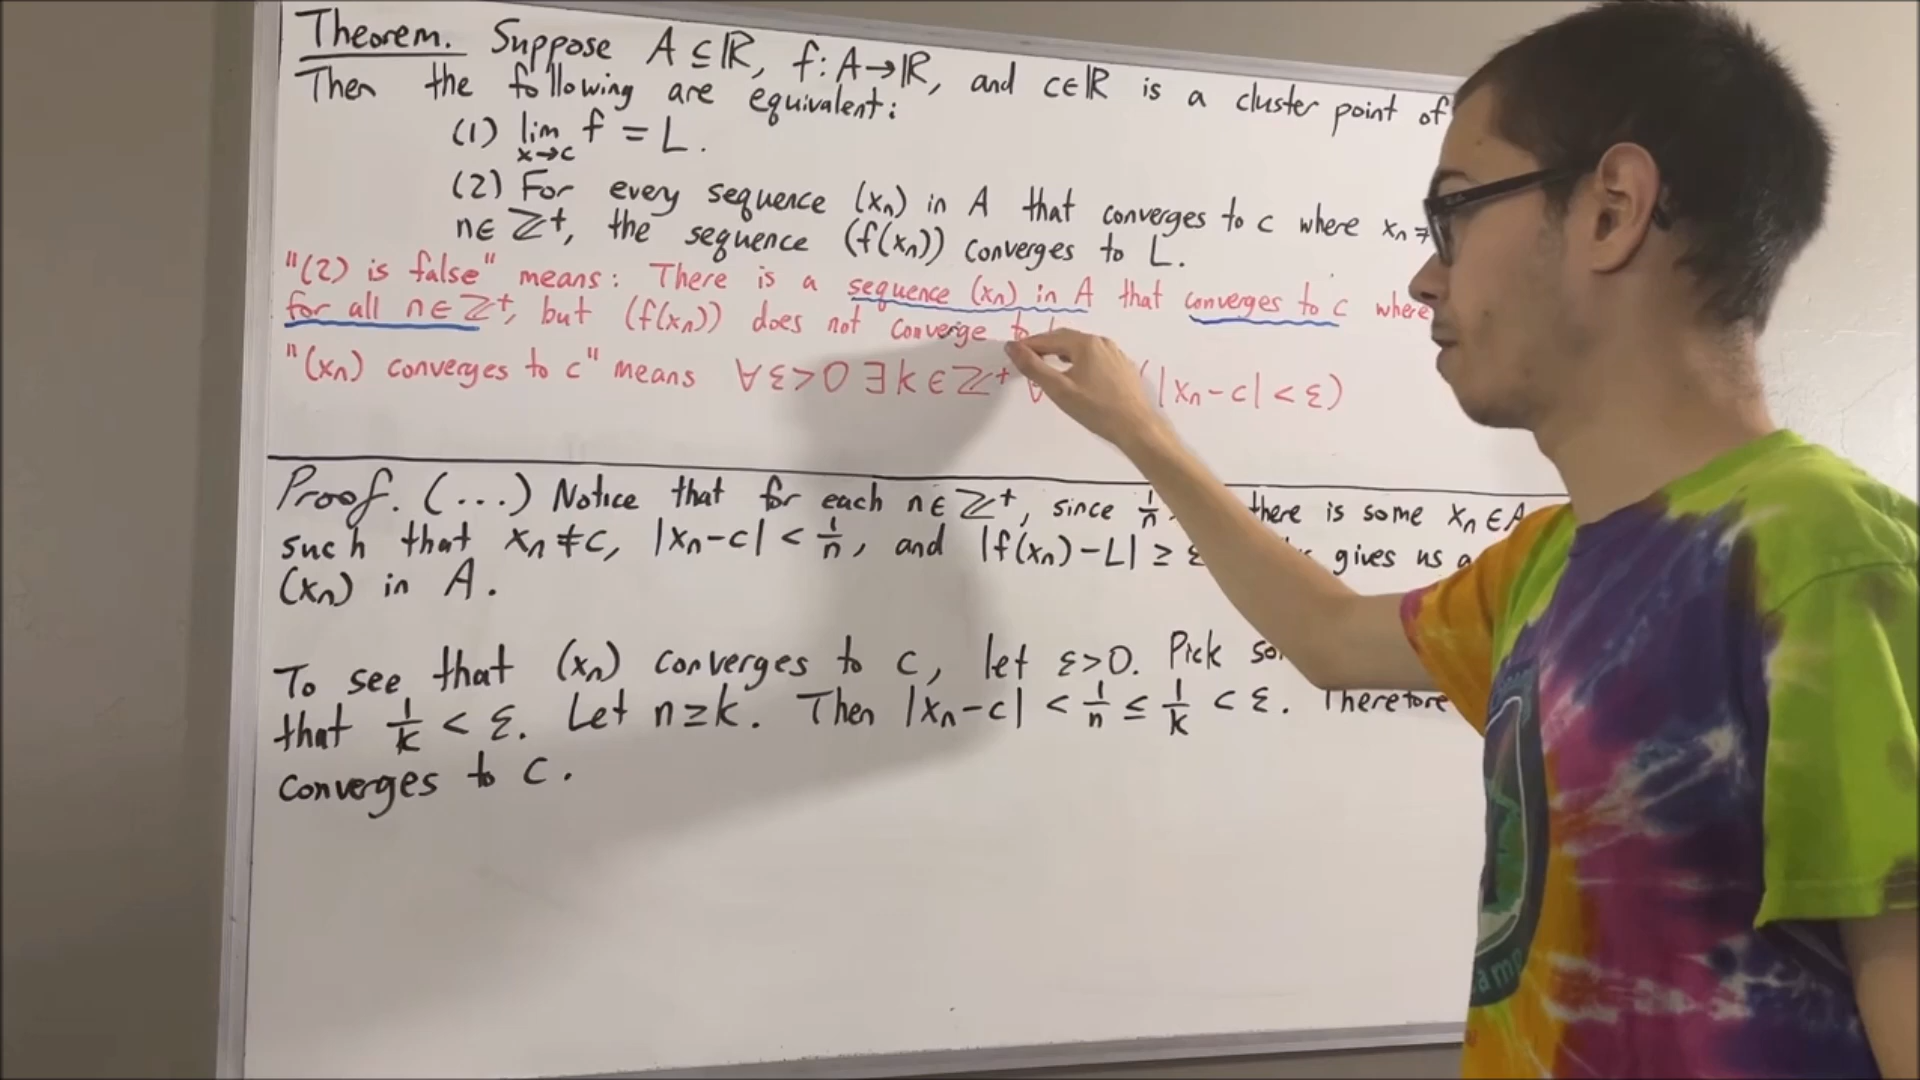 Theorem. Suppose A ⊆ ℝ, f: A→ℝ, and c∈ℝ is a cluster point of
Then the following are equivalent:
(1) lim x→c f = L.
(2) For every sequence (xₙ) in A that converges to c where xₙ ≠
n∈ℤ⁺, the sequence (f(xₙ)) converges to L.
"(2) is false" means: There is a sequence (xₙ) in A that converges to c where
for all n∈ℤ⁺, but (f(xₙ)) does not converge to
"(xₙ) converges to c" means ∀ε>0 ∃k∈ℤ⁺ ∀ (|xₙ-c| < ε)
Proof. (...) Notice that for each n∈ℤ⁺, since 1/n there is some xₙ∈A
such that xₙ≠c, |xₙ-c| < 1/n, and |f(xₙ)-L| ≥ ε gives us a
(xₙ) in A.
To see that (xₙ) converges to c, let ε>0. Pick
that 1/k < ε. Let n≥k. Then |xₙ-c| < 1/n ≤ 1/k < ε. Therefore
converges to c.